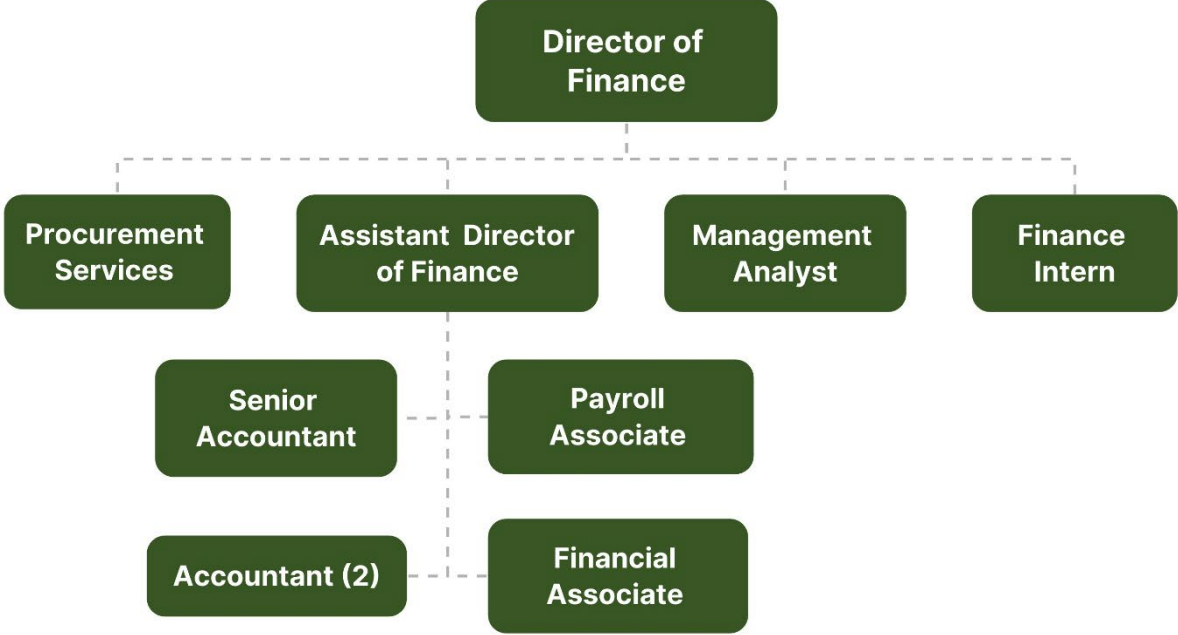 Director of
Finance
Procurement
Services
Assistant Director
of Finance
Management
Analyst
Finance
Intern
Senior
Accountant
Payroll
Associate
Accountant (2)
Financial
Associate